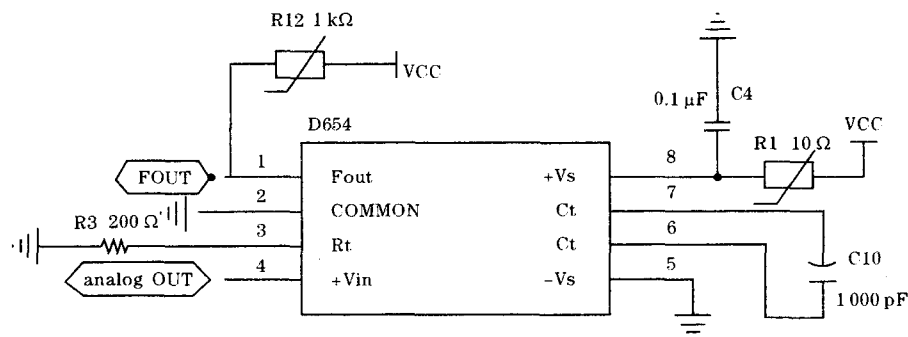 R12 1 kΩ
VCC
0.1 μF C4
D654
R1 10 Ω
VCC
FOUT
1
Fout
+Vs
8
2
COMMON
Ct
7
R3 200 Ω
3
Rt
Ct
6
analog OUT
4
+Vin
-Vs
5
C10
1 000 pF